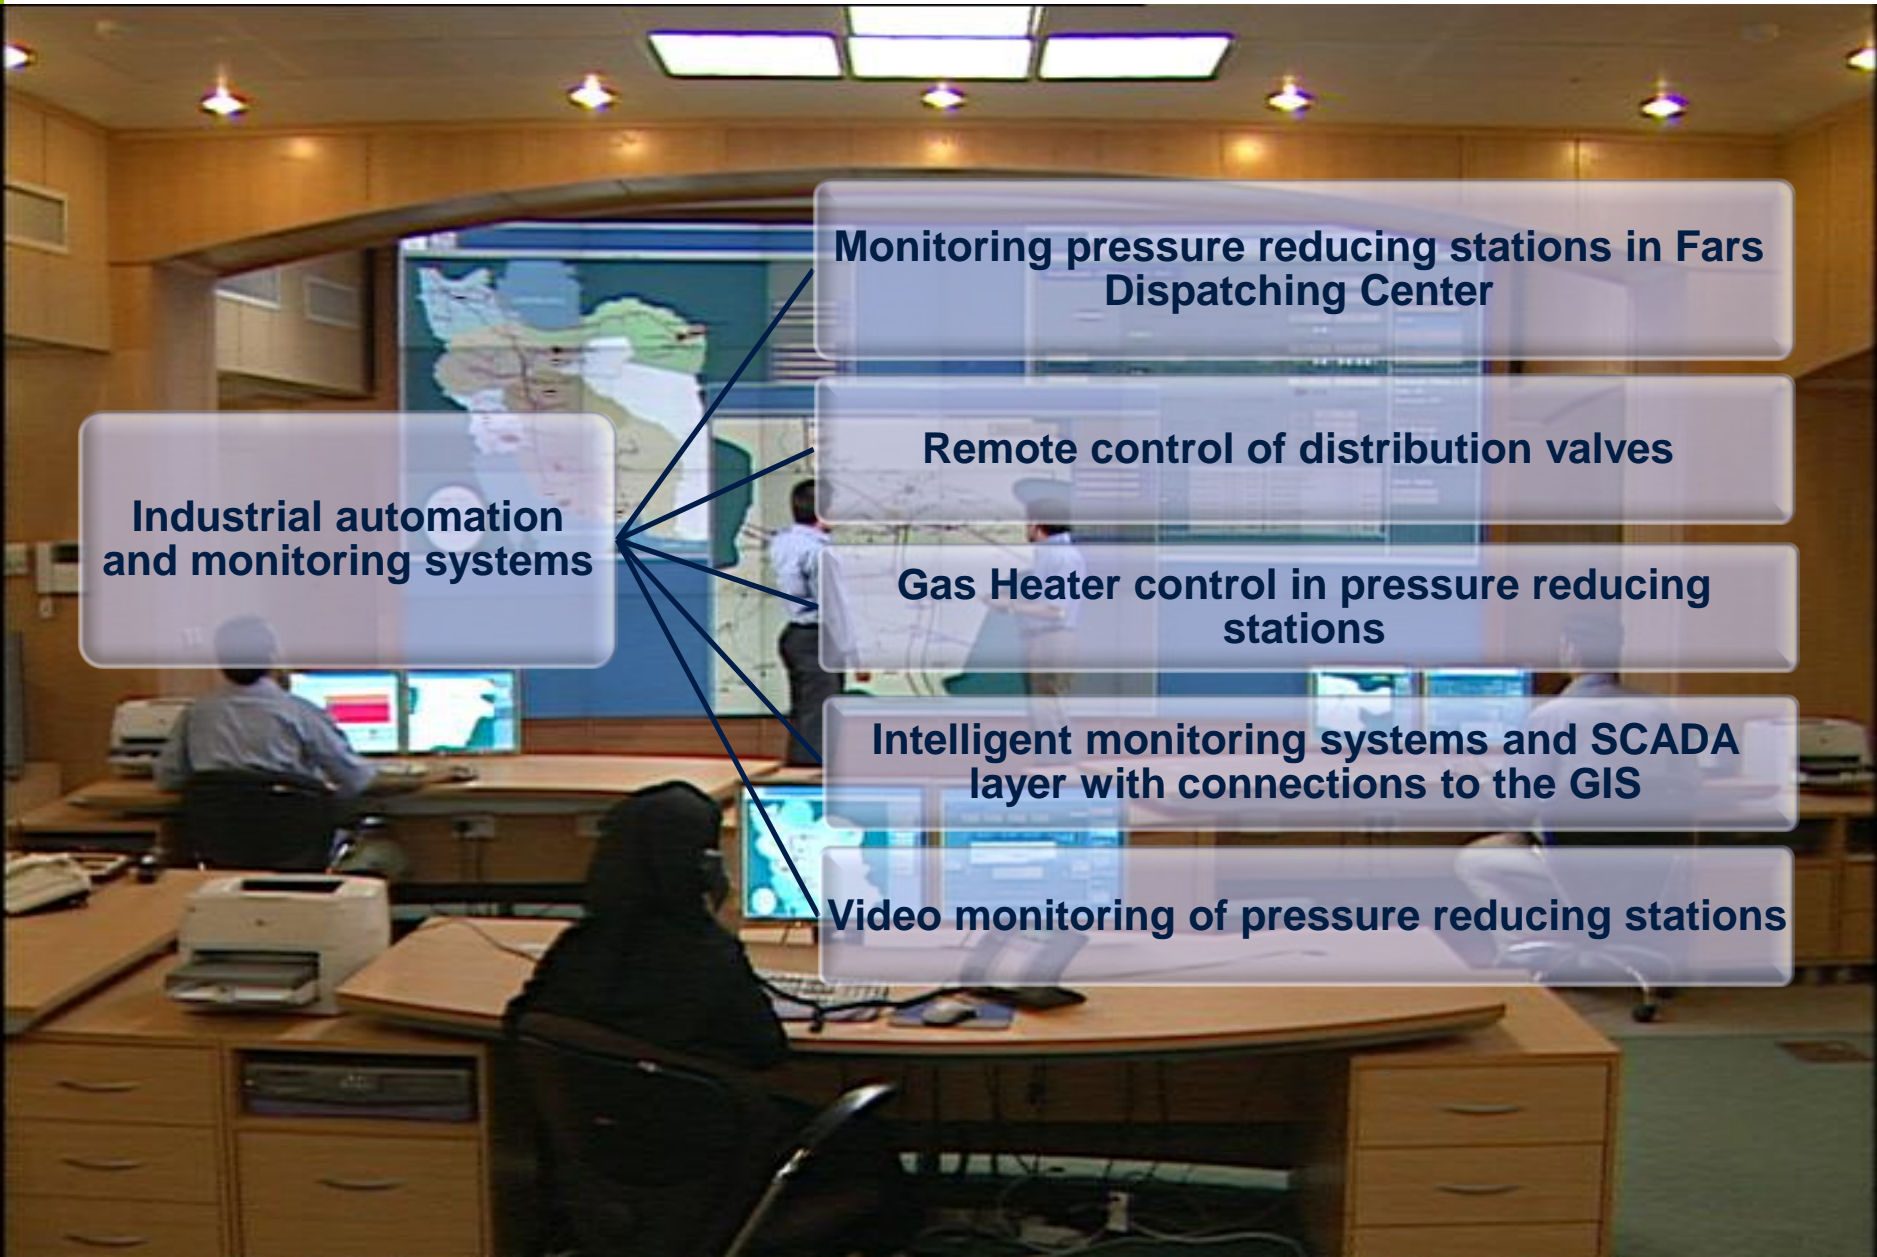 Industrial automation
and monitoring systems
Monitoring pressure reducing stations in Fars
Dispatching Center
Remote control of distribution valves
Gas Heater control in pressure reducing
stations
Intelligent monitoring systems and SCADA
layer with connections to the GIS
Video monitoring of pressure reducing stations